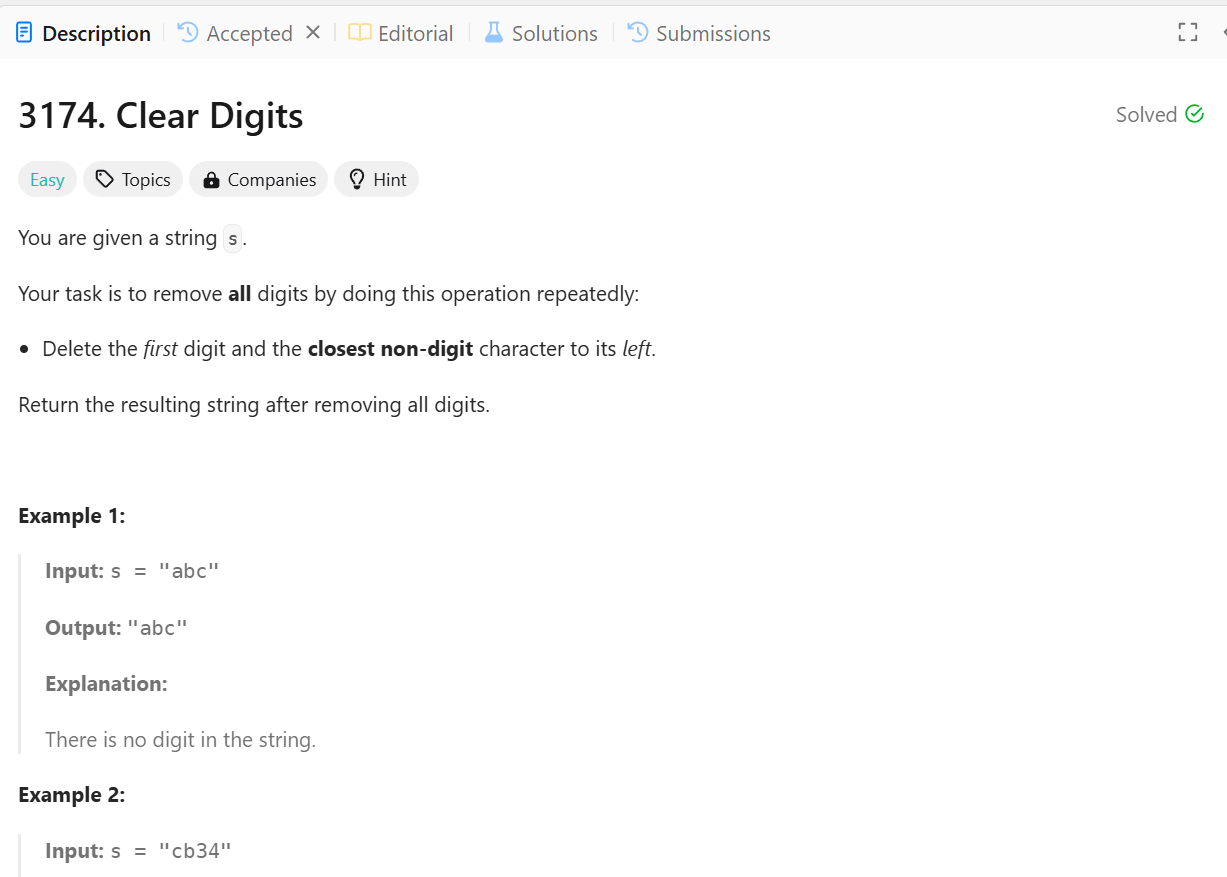 Description Accepted Editorial Solutions Submissions
3174. Clear Digits Solved
Easy Topics Companies Hint
You are given a string s.
Your task is to remove all digits by doing this operation repeatedly:
• Delete the first digit and the closest non-digit character to its left.
Return the resulting string after removing all digits.
Example 1:
Input: s = "abc"
Output: "abc"
Explanation:
There is no digit in the string.
Example 2:
Input: s = "cb34"